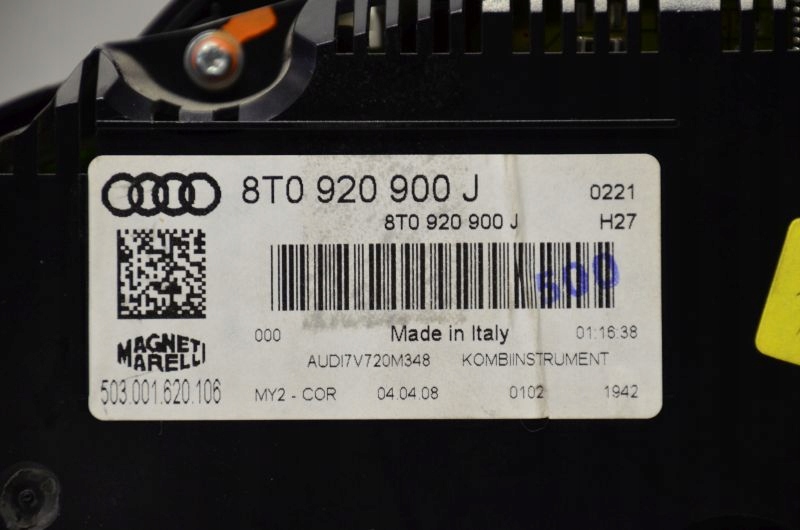 8T0 920 900 J 0221
8T0 920 900 J H27
500
000 Made in Italy 01:16:38
MAGNETI
MARELLI
AUDI7V720M348 KOMBIINSTRUMENT
503.001.620.106 MY2 - COR 04.04.08 0102 1942